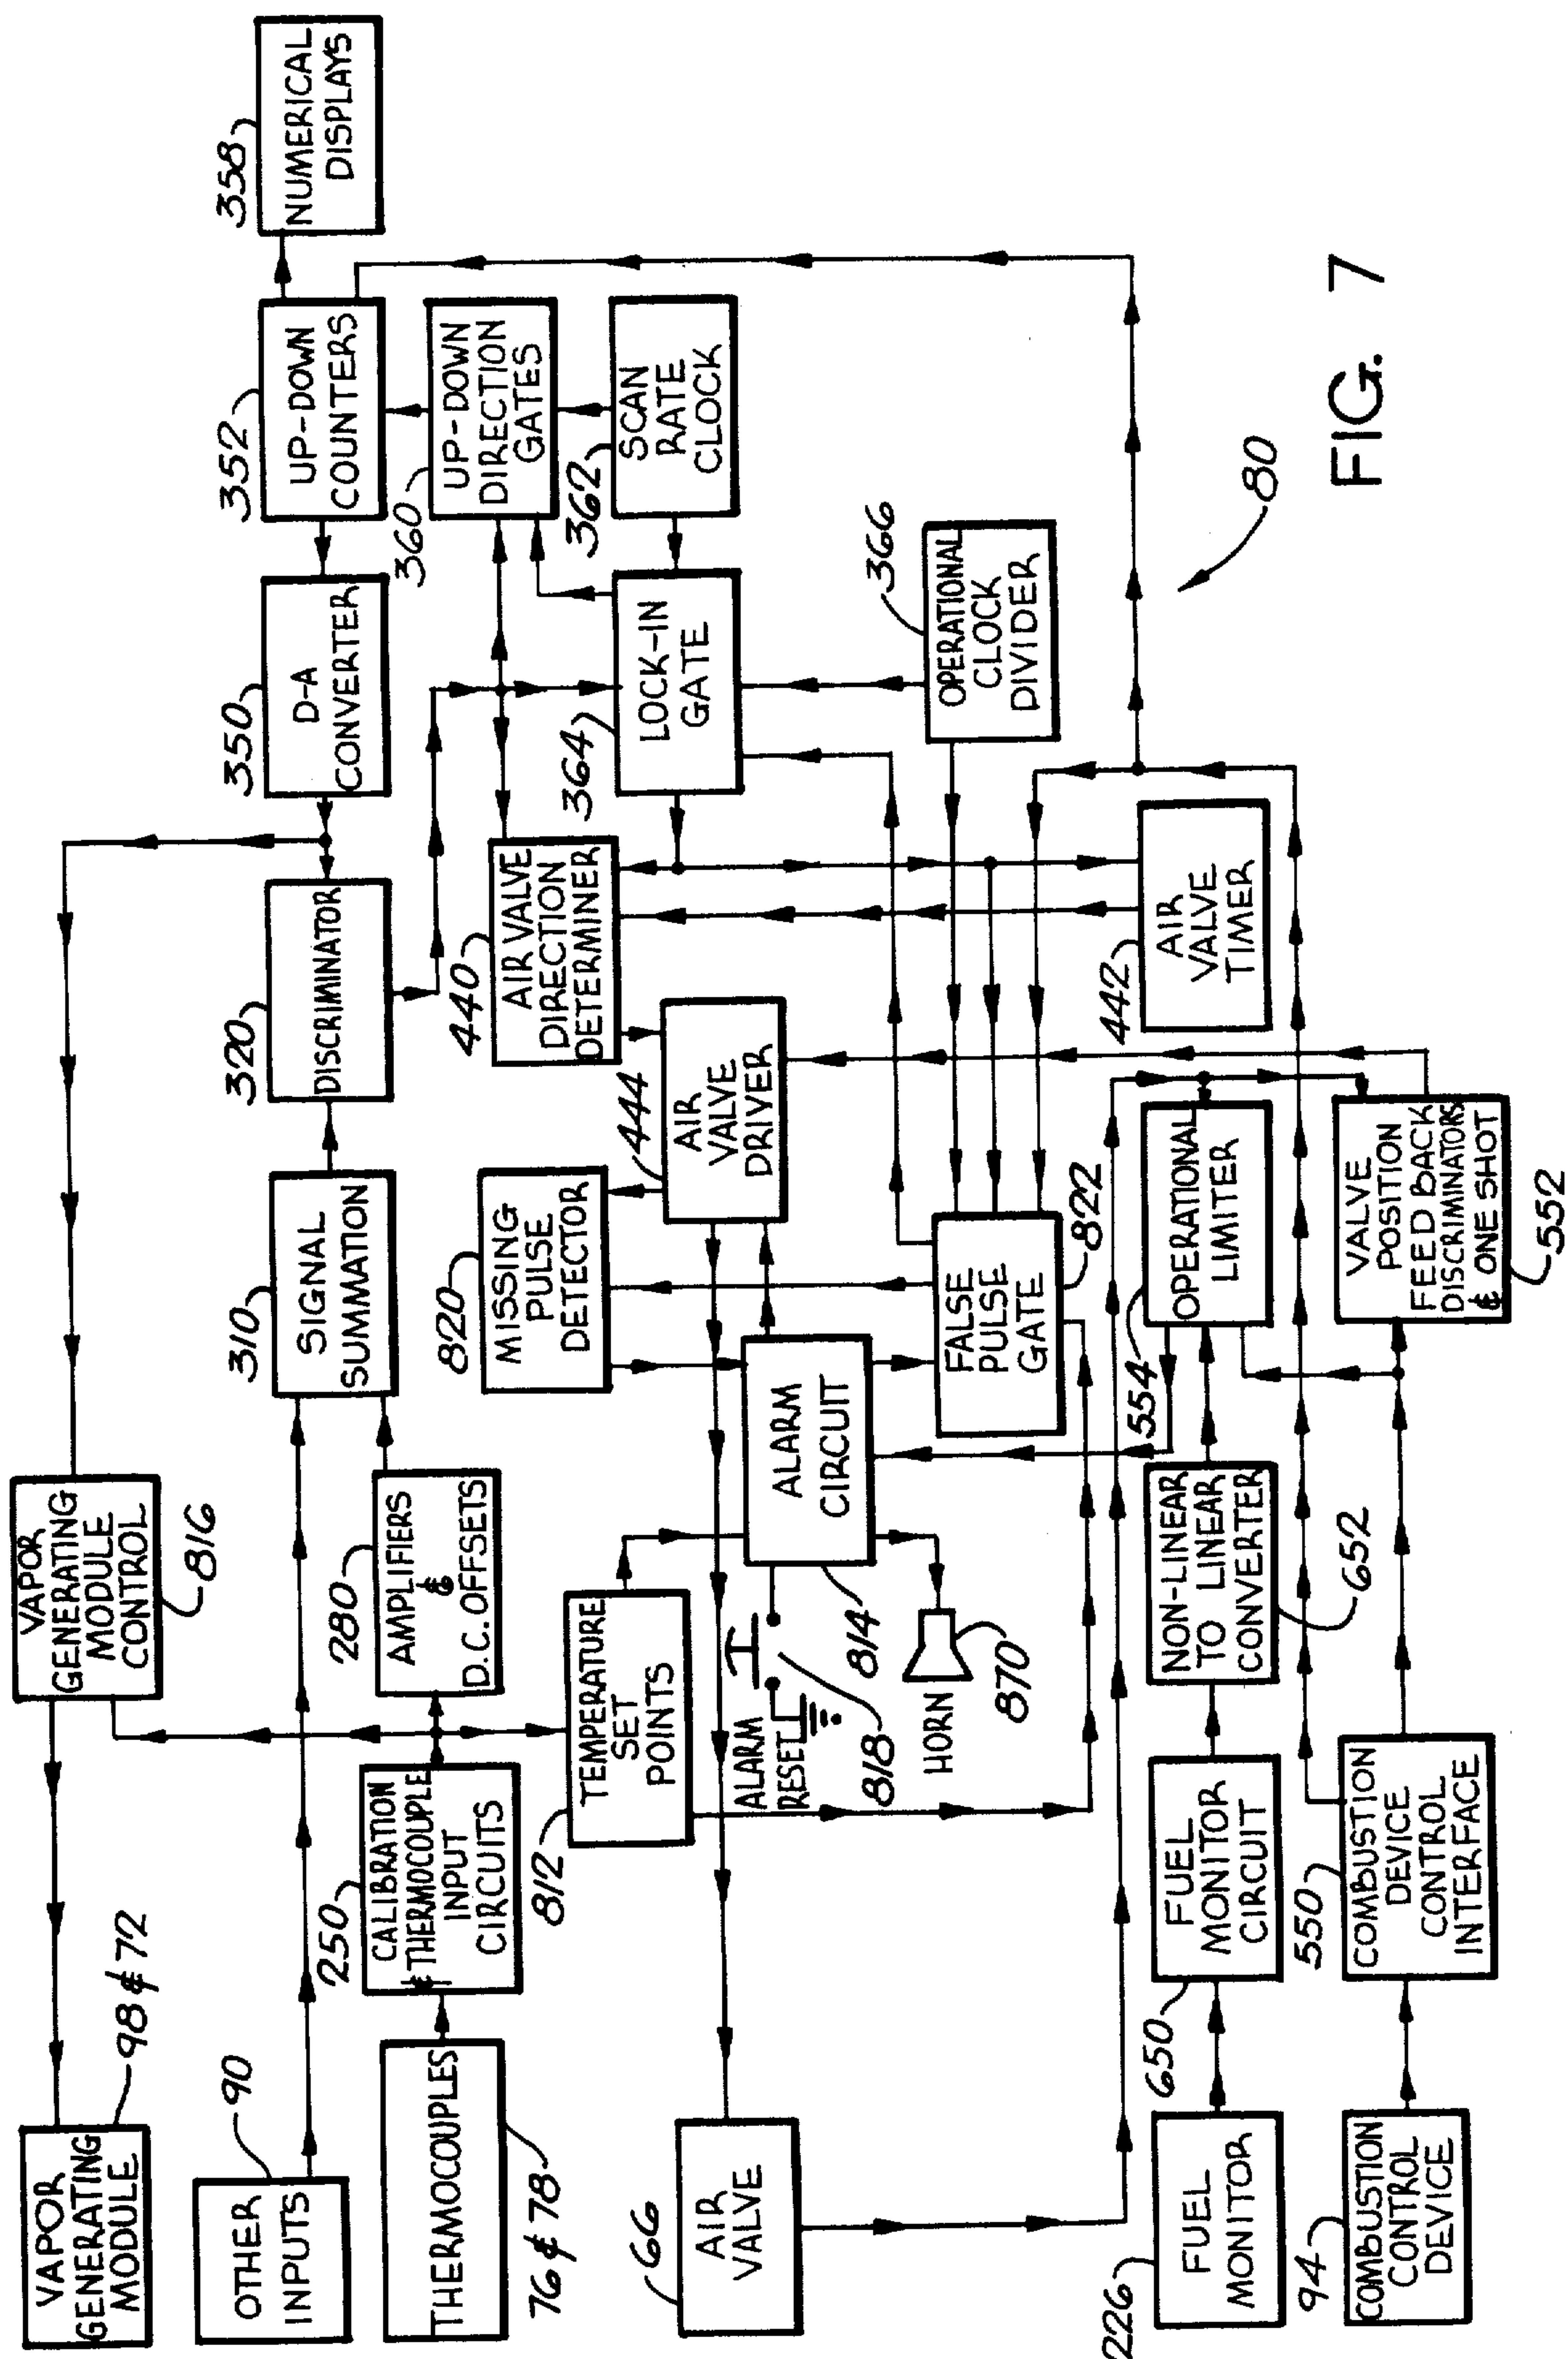 VAPOR
GENERATING
MODULE
98 & 72
VAPOR
GENERATING
MODULE
CONTROL
816
OTHER
INPUTS
90
THERMOCOUPLES
76 & 78
250
CALIBRATION
& THERMOCOUPLE
INPUT
CIRCUITS
280
AMPLIFIERS
&
D.C. OFFSETS
310
SIGNAL
SUMMATION
320
DISCRIMINATOR
350
D-A
CONVERTER
352
UP-DOWN
COUNTERS
358
NUMERICAL
DISPLAYS
360
UP-DOWN
DIRECTION
GATES
362
SCAN
RATE
CLOCK
364
LOCK-IN
GATE
366
OPERATIONAL
CLOCK
DIVIDER
440
AIR VALVE
DIRECTION
DETERMINER
442
AIR
VALVE
TIMER
444
AIR
VALVE
DRIVER
820
MISSING
PULSE
DETECTOR
812
TEMPERATURE
SET
POINTS
ALARM
RESET
818
ALARM
CIRCUIT
814
HORN
870
FALSE
PULSE
GATE
822
66
AIR
VALVE
226
FUEL
MONITOR
650
FUEL
MONITOR
CIRCUIT
NON-LINEAR
TO LINEAR
CONVERTER
652
554
OPERATIONAL
LIMITER
94
COMBUSTION
CONTROL
DEVICE
550
COMBUSTION
DEVICE
CONTROL
INTERFACE
VALVE
POSITION
FEED BACK
DISCRIMINATORS
& ONE SHOT
552
80
FIG. 7